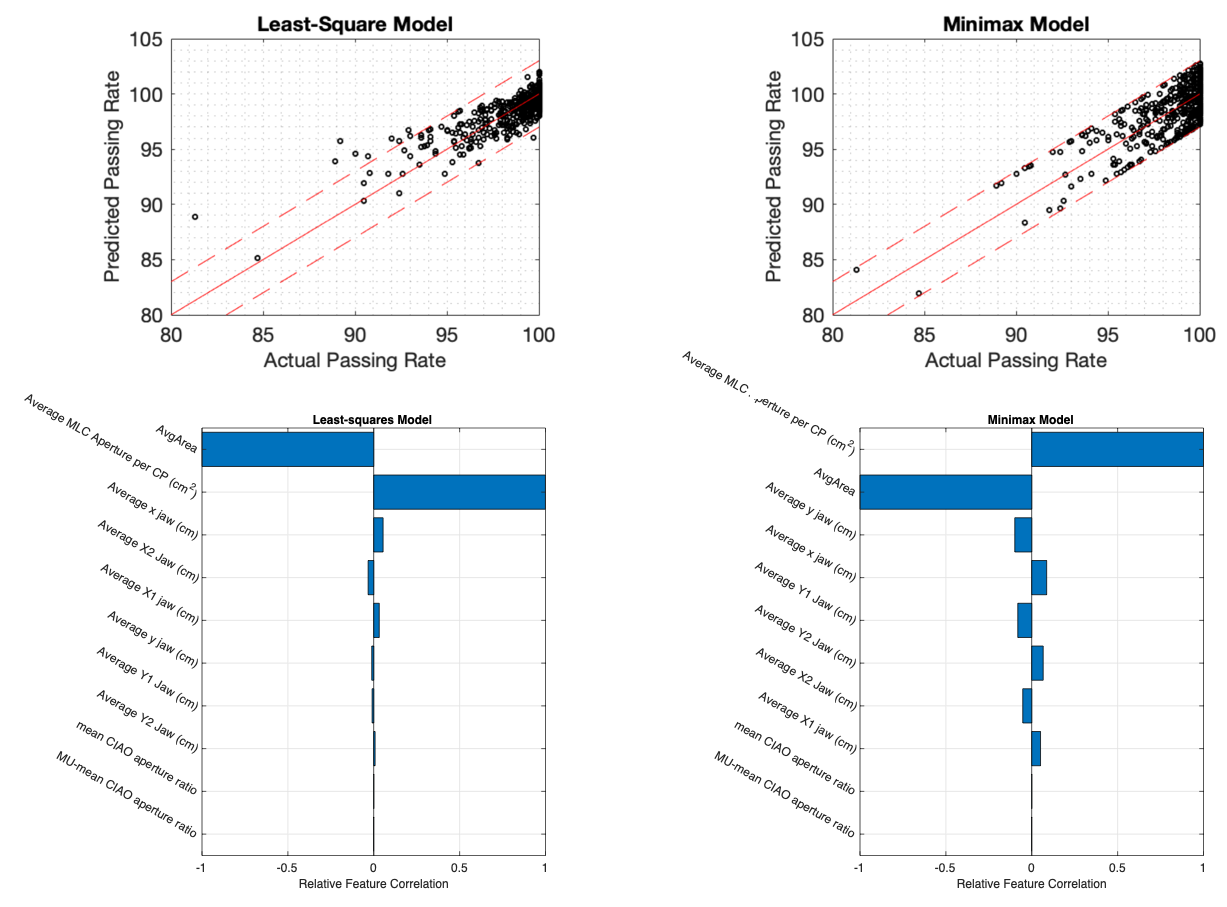 Least-Square Model
105
100
95
90
85
80
80 85 90 95 100
Predicted Passing Rate
Actual Passing Rate
Minimax Model
105
100
95
90
85
80
80 85 90 95 100
Predicted Passing Rate
Actual Passing Rate
Least-squares Model
AvgArea
Average MLC Aperture per CP (cm²)
Average x jaw (cm)
Average X2 Jaw (cm)
Average X1 jaw (cm)
Average y jaw (cm)
Average Y1 Jaw (cm)
Average Y2 Jaw (cm)
mean CIAO aperture ratio
MU-mean CIAO aperture ratio
-1 -0.5 0 0.5 1
Relative Feature Correlation
Minimax Model
Average MLC per CP (cm²)
AvgArea
Average y jaw (cm)
Average x jaw (cm)
Average Y1 Jaw (cm)
Average Y2 Jaw (cm)
Average X2 Jaw (cm)
Average X1 jaw (cm)
mean CIAO aperture ratio
MU-mean CIAO aperture ratio
-1 -0.5 0 0.5 1
Relative Feature Correlation